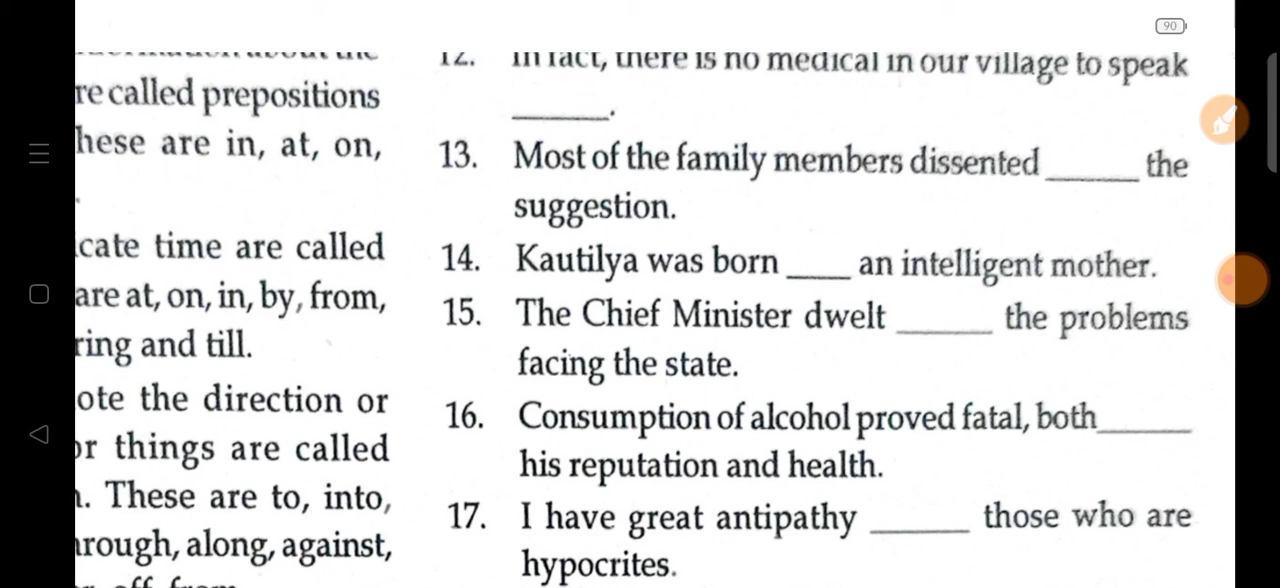 90
re called prepositions
hese are in, at, on,
cate time are called
are at, on, in, by, from,
ring and till.
ote the direction or
or things are called
. These are to, into,
rough, along, against,
12. In fact, there is no medical in our village to speak
______.
13. Most of the family members dissented ______ the
suggestion.
14. Kautilya was born ____ an intelligent mother.
15. The Chief Minister dwelt ______ the problems
facing the state.
16. Consumption of alcohol proved fatal, both______
his reputation and health.
17. I have great antipathy ______ those who are
hypocrites.